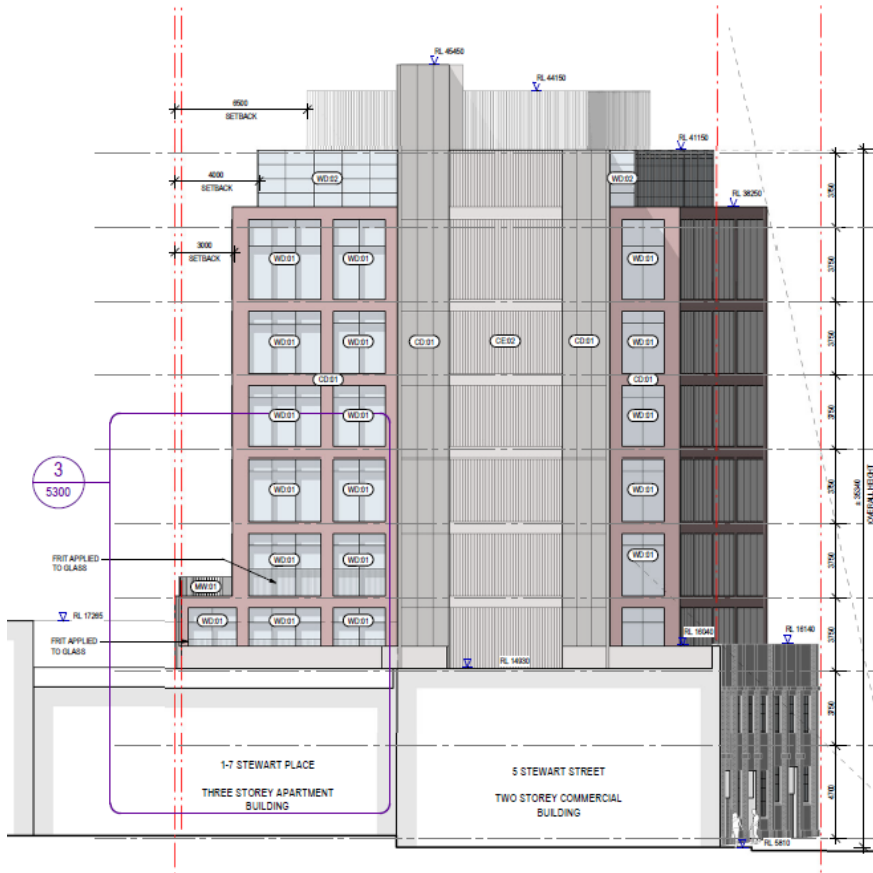 RL 45450
RL 44150
6500
SETBACK
RL 41150
4000
SETBACK
WD:02
WD:02
RL 38250
3000
SETBACK
3750
WD:01
WD:01
WD:01
3750
WD:01
WD:01
CD:01
CE:02
CD:01
WD:01
3750
CD:01
CD:01
WD:01
WD:01
WD:01
3750
3
5300
WD:01
WD:01
WD:01
3750
± 35340
OVERALL HEIGHT
FRIT APPLIED
TO GLASS
WD:01
WD:01
WD:01
3750
MW:01
RL 17265
WD:01
WD:01
WD:01
3750
FRIT APPLIED
TO GLASS
RL 16040
RL 16140
RL 14930
3750
1-7 STEWART PLACE
THREE STOREY APARTMENT
BUILDING
5 STEWART STREET
TWO STOREY COMMERCIAL
BUILDING
4700
RL 5810